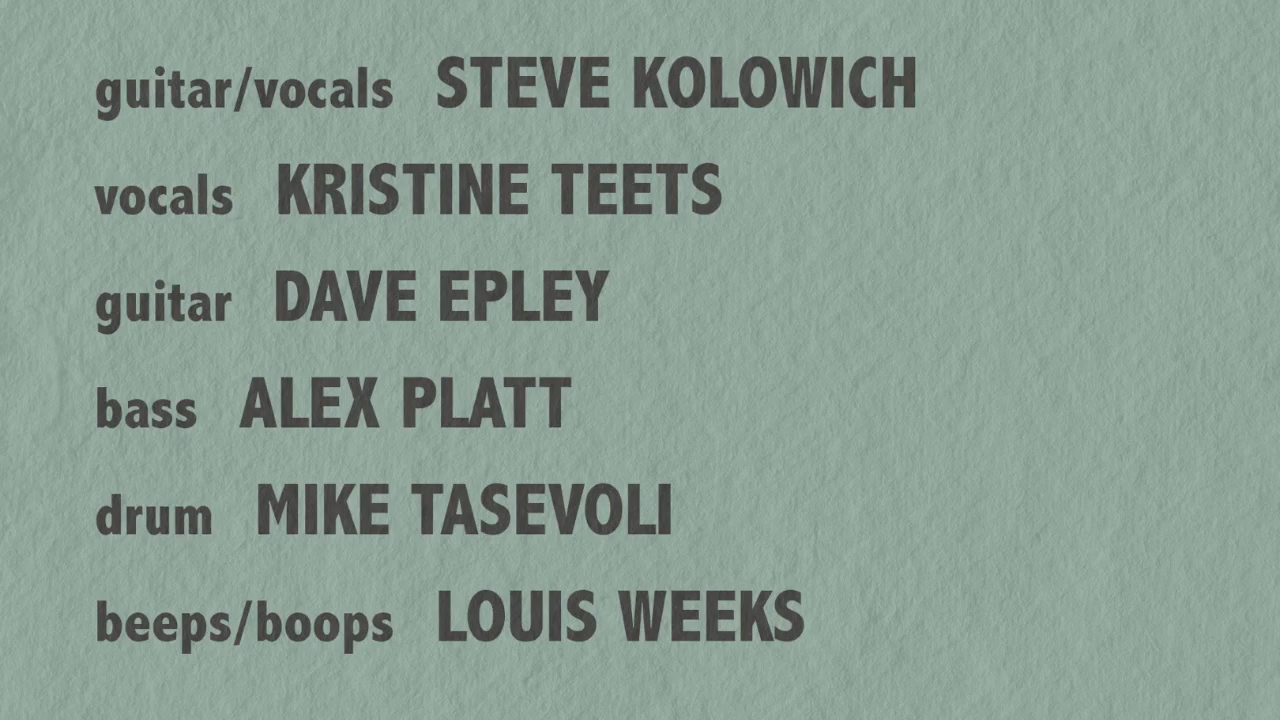 guitar/vocals STEVE KOLOWICH
vocals KRISTINE TEETS
guitar DAVE EPLEY
bass ALEX PLATT
drum MIKE TASEVOLI
beeps/boops LOUIS WEEKS